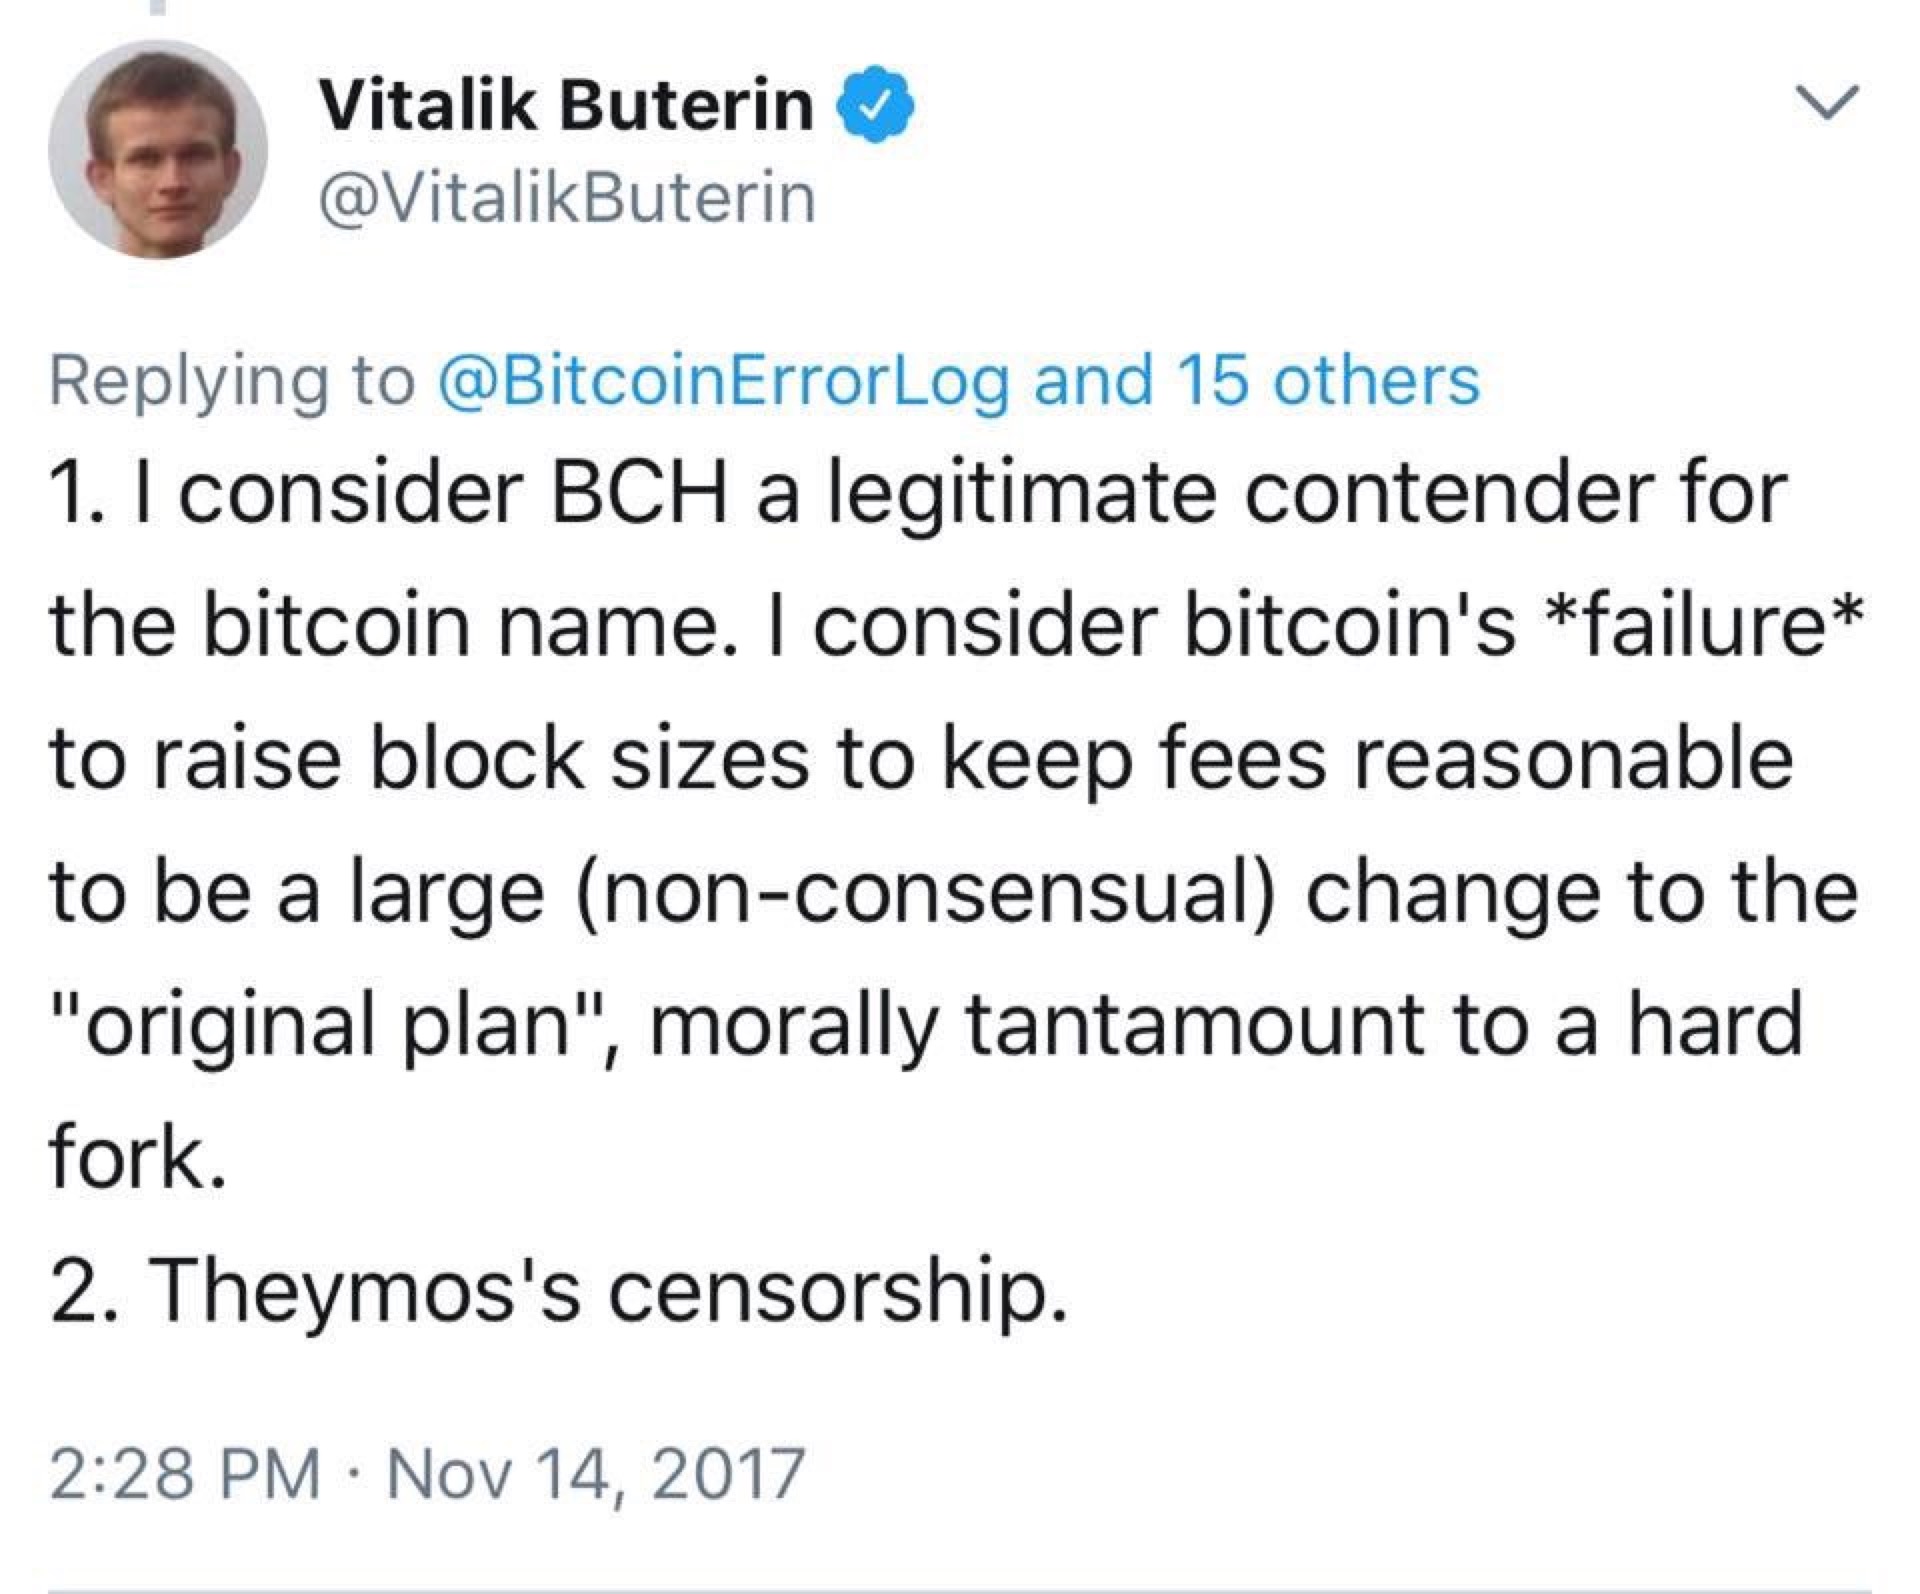 Vitalik Buterin
@VitalikButerin
Replying to @BitcoinErrorLog and 15 others
1. I consider BCH a legitimate contender for
the bitcoin name. I consider bitcoin's *failure*
to raise block sizes to keep fees reasonable
to be a large (non-consensual) change to the
"original plan", morally tantamount to a hard
fork.
2. Theymos's censorship.
2:28 PM · Nov 14, 2017